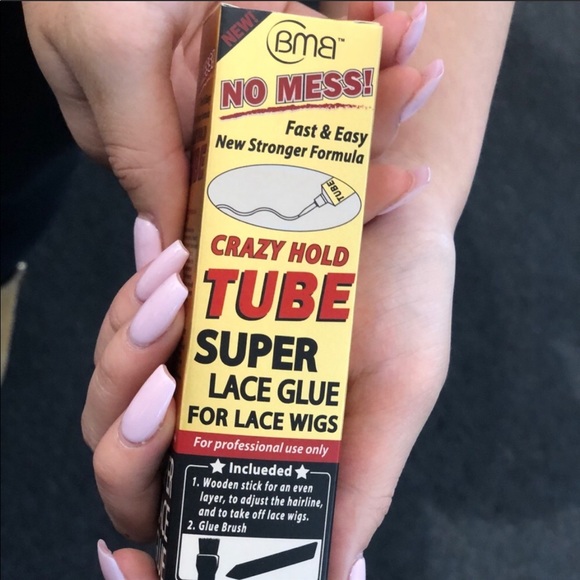 NEW!
BMB™
NO MESS!
Fast & Easy
New Stronger Formula
TUBE
CRAZY HOLD
TUBE
SUPER
LACE GLUE
FOR LACE WIGS
For professional use only
Inclueded
1. Wooden stick for an even
layer, to adjust the hairline,
and to take off lace wigs.
2. Glue Brush